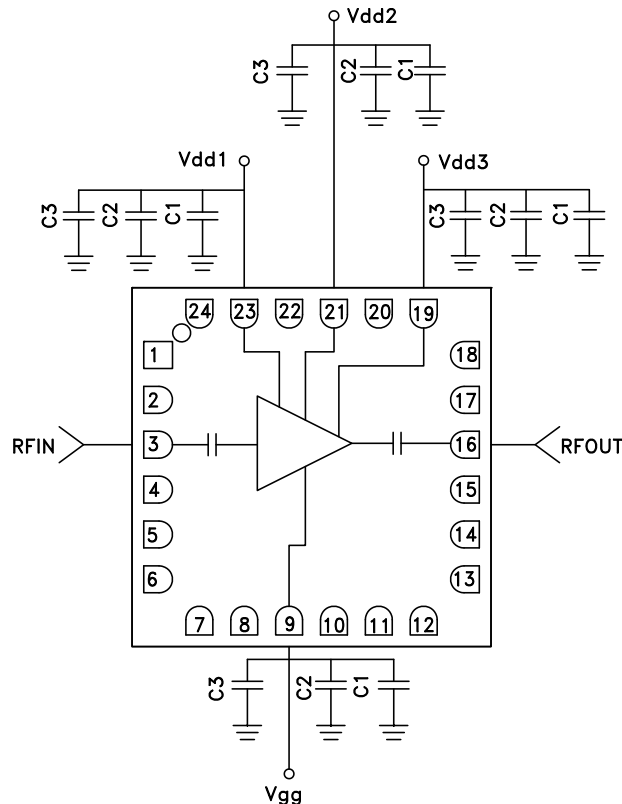 Vdd2
C3 C2 C1
Vdd1 Vdd3
C3 C2 C1 C3 C2 C1
24 23 22 21 20 19
1 18
2 17
RFIN 3 16 RFOUT
4 15
5 14
6 13
7 8 9 10 11 12
C3 C2 C1
Vgg